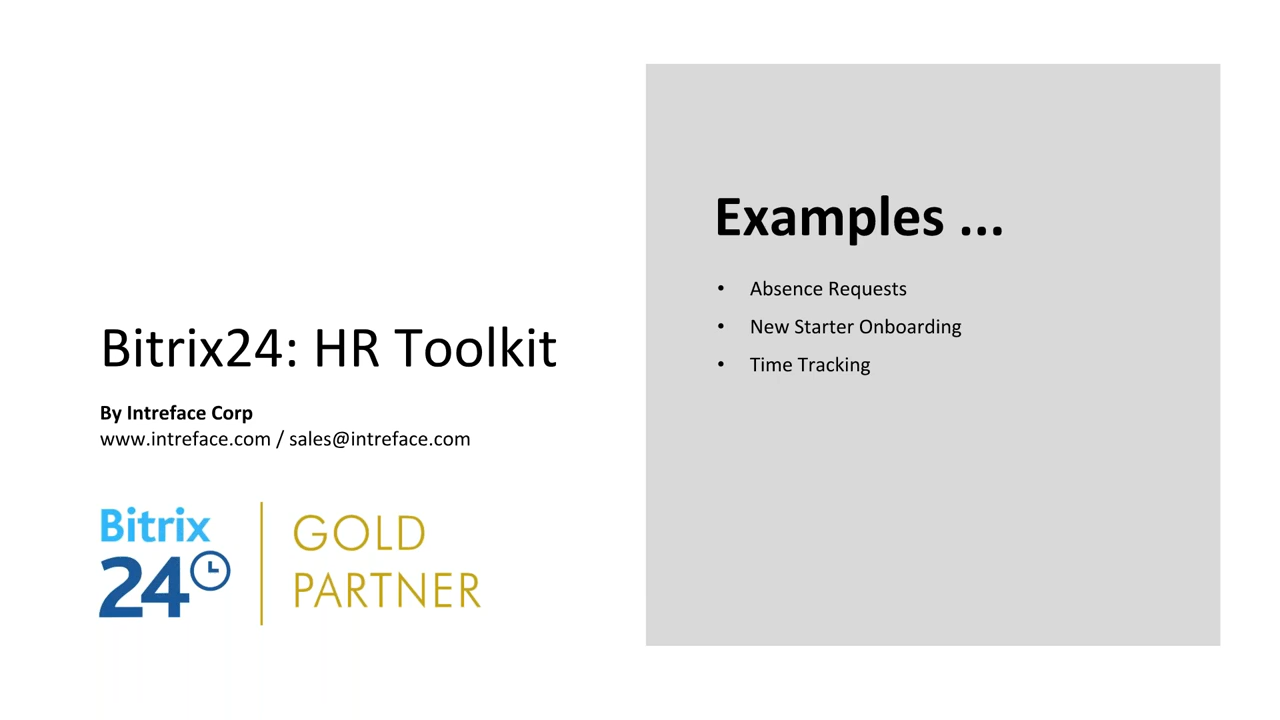 Bitrix24: HR Toolkit
By Intreface Corp
www.intreface.com / sales@intreface.com
Bitrix
24
GOLD
PARTNER
Examples ...
• Absence Requests
• New Starter Onboarding
• Time Tracking